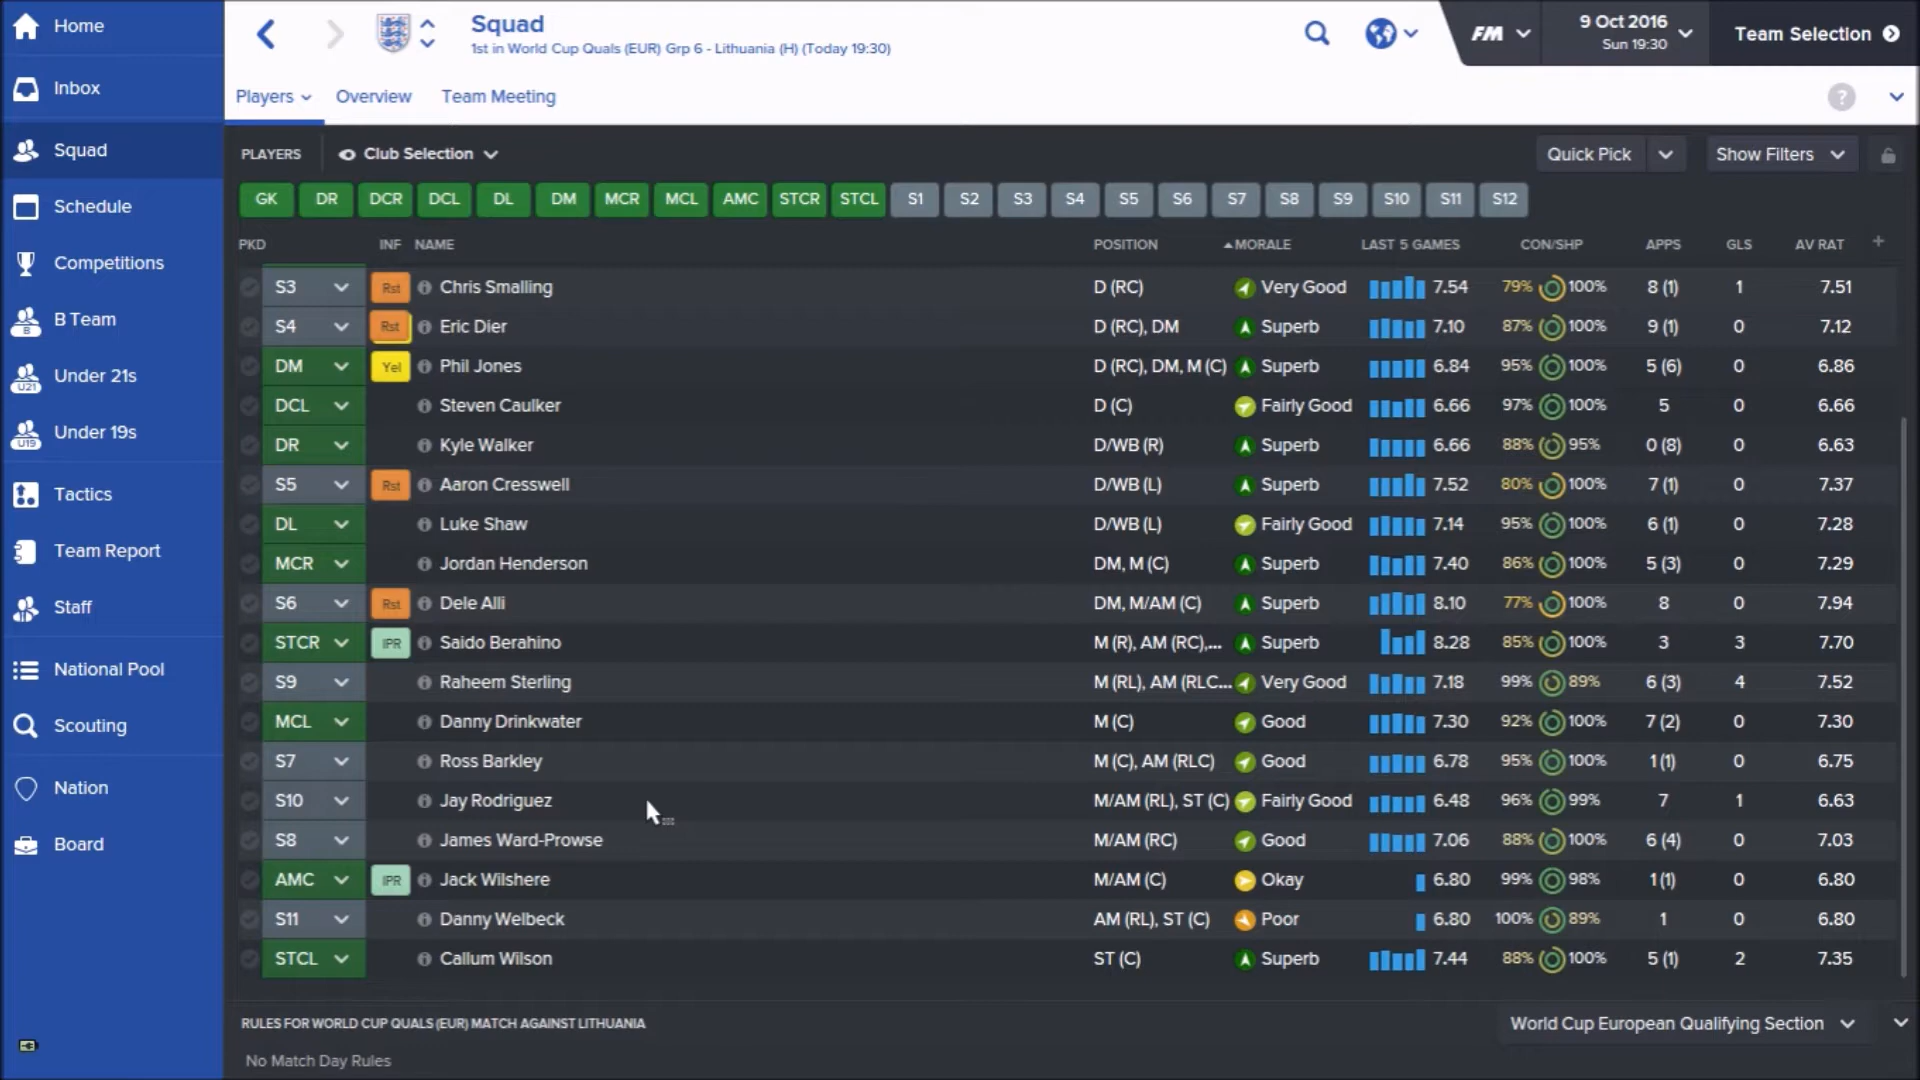 Home
Inbox
Squad
Schedule
Competitions
B Team
Under 21s
Under 19s
Tactics
Team Report
Staff
National Pool
Scouting
Nation
Board
B
U21
U19
Squad
1st in World Cup Quals (EUR) Grp 6 - Lithuania (H) (Today 19:30)
FM
9 Oct 2016
Sun 19:30
Team Selection
Players Overview Team Meeting ?
PLAYERS Club Selection Quick Pick Show Filters
GK DR DCR DCL DL DM MCR MCL AMC STCR STCL S1 S2 S3 S4 S5 S6 S7 S8 S9 S10 S11 S12
PKD INF NAME POSITION MORALE LAST 5 GAMES CON/SHP APPS GLS AV RAT +
S3 Rst Chris Smalling D (RC) Very Good 7.54 79% 100% 8 (1) 1 7.51
S4 Rst Eric Dier D (RC), DM Superb 7.10 87% 100% 9 (1) 0 7.12
DM Yel Phil Jones D (RC), DM, M (C) Superb 6.84 95% 100% 5 (6) 0 6.86
DCL Steven Caulker D (C) Fairly Good 6.66 97% 100% 5 0 6.66
DR Kyle Walker D/WB (R) Superb 6.66 88% 95% 0 (8) 0 6.63
S5 Rst Aaron Cresswell D/WB (L) Superb 7.52 80% 100% 7 (1) 0 7.37
DL Luke Shaw D/WB (L) Fairly Good 7.14 95% 100% 6 (1) 0 7.28
MCR Jordan Henderson DM, M (C) Superb 7.40 86% 100% 5 (3) 0 7.29
S6 Rst Dele Alli DM, M/AM (C) Superb 8.10 77% 100% 8 0 7.94
STCR IPR Saido Berahino M (R), AM (RC),... Superb 8.28 85% 100% 3 3 7.70
S9 Raheem Sterling M (RL), AM (RLC... Very Good 7.18 99% 89% 6 (3) 4 7.52
MCL Danny Drinkwater M (C) Good 7.30 92% 100% 7 (2) 0 7.30
S7 Ross Barkley M (C), AM (RLC) Good 6.78 95% 100% 1 (1) 0 6.75
S10 Jay Rodriguez M/AM (RL), ST (C) Fairly Good 6.48 96% 99% 7 1 6.63
S8 James Ward-Prowse M/AM (RC) Good 7.06 88% 100% 6 (4) 0 7.03
AMC IPR Jack Wilshere M/AM (C) Okay 6.80 99% 98% 1 (1) 0 6.80
S11 Danny Welbeck AM (RL), ST (C) Poor 6.80 100% 89% 1 0 6.80
STCL Callum Wilson ST (C) Superb 7.44 88% 100% 5 (1) 2 7.35
RULES FOR WORLD CUP QUALS (EUR) MATCH AGAINST LITHUANIA World Cup European Qualifying Section
No Match Day Rules